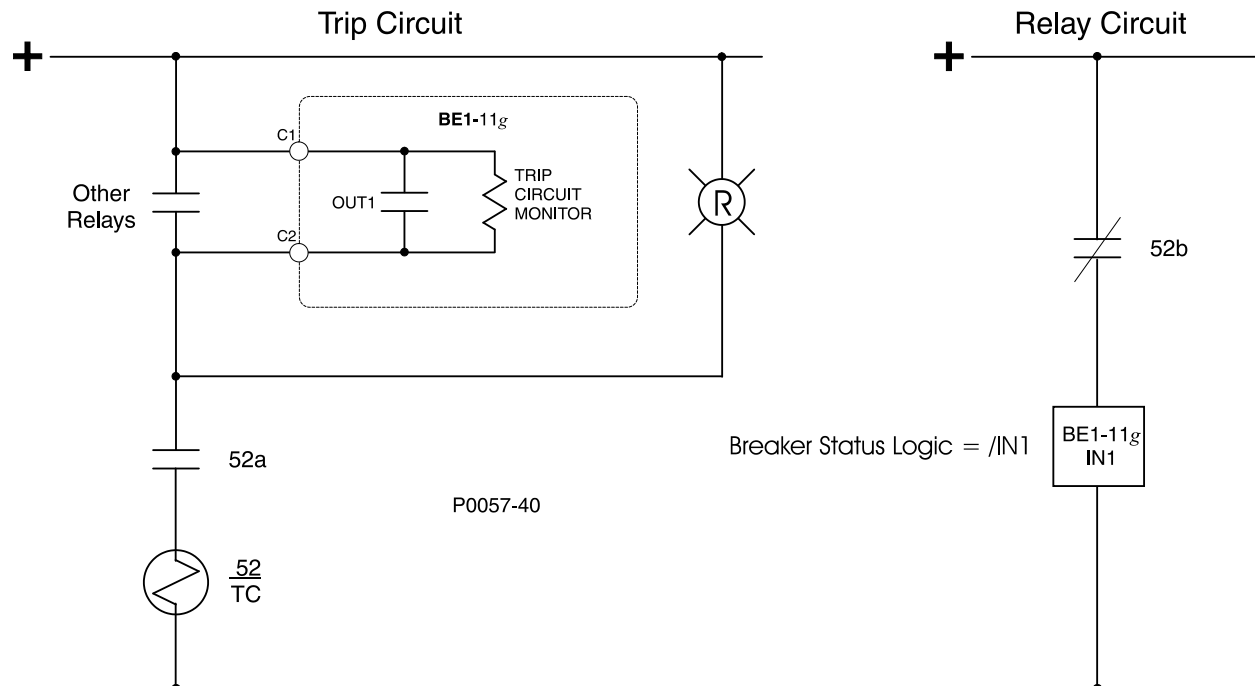 Trip Circuit
Relay Circuit
+
+
BE1-11g
C1
Other
Relays
OUT1
TRIP
CIRCUIT
MONITOR
R
C2
52b
52a
Breaker Status Logic = /IN1
BE1-11g
IN1
P0057-40
52
TC